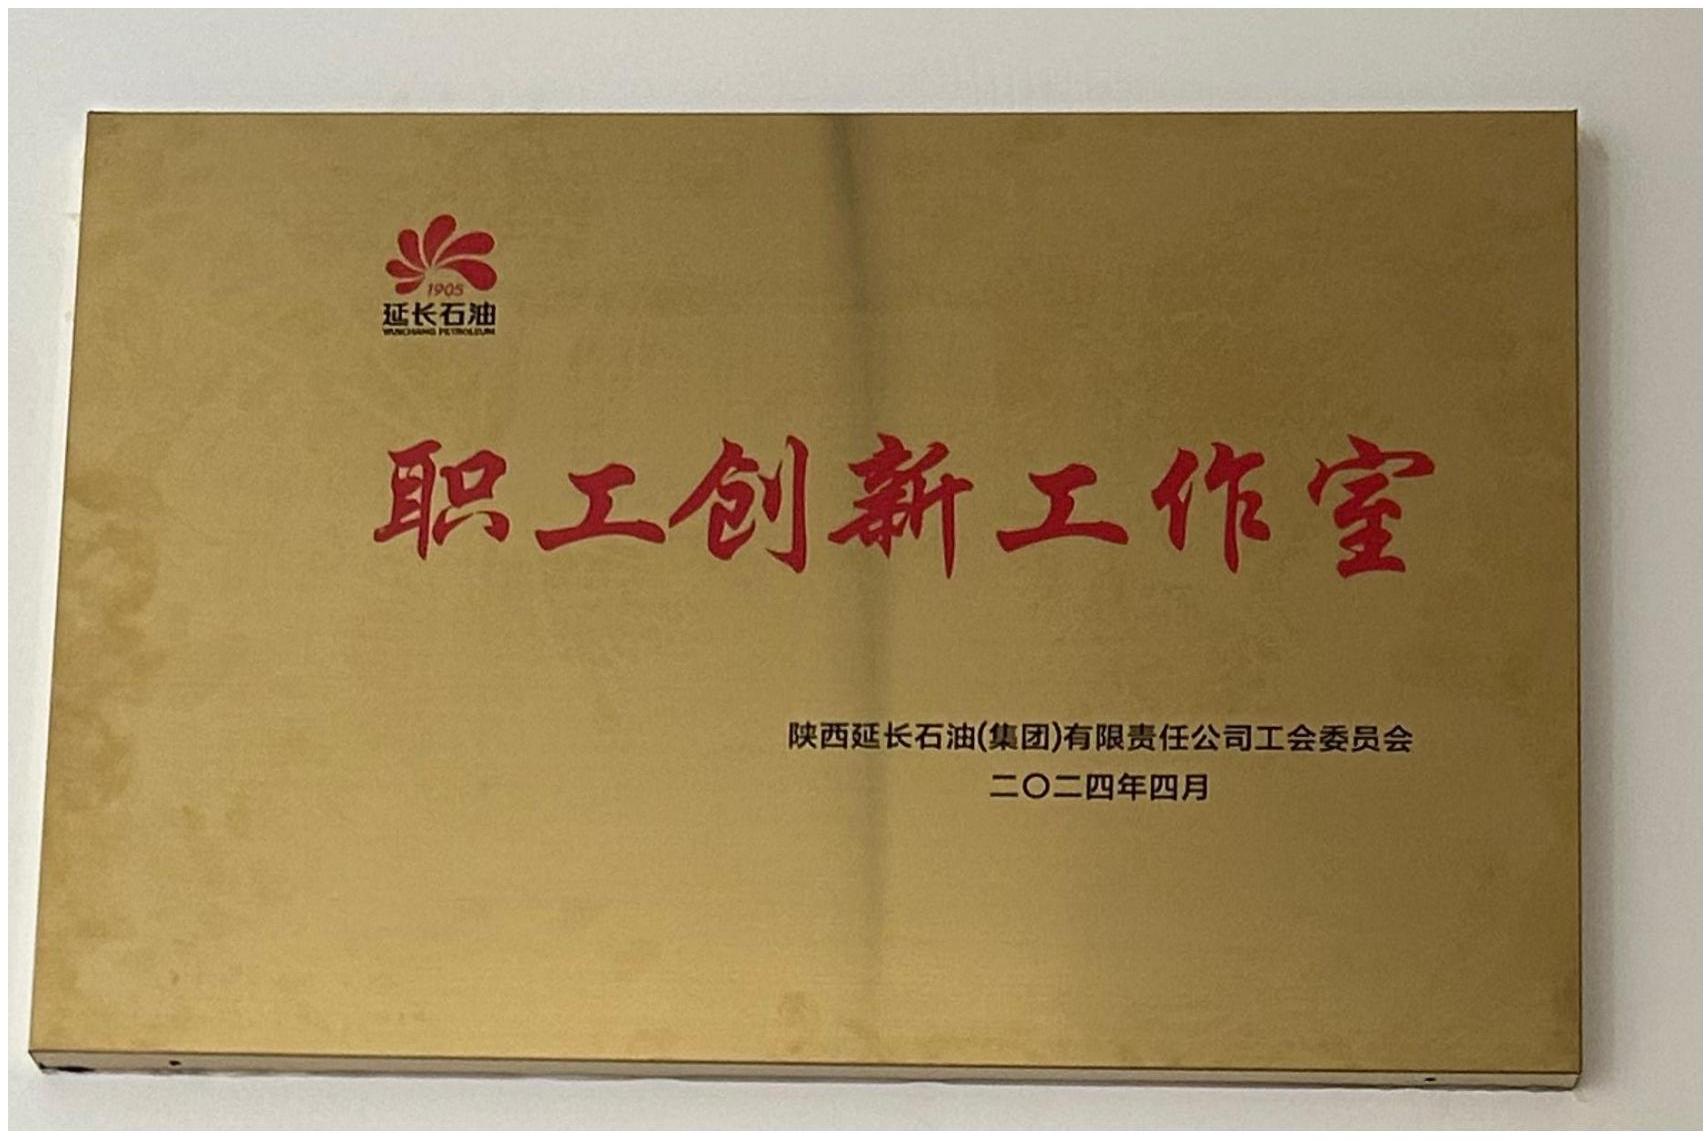 1905
延长石油
YANCHANG PETROLEUM
职工创新工作室
陕西延长石油(集团)有限责任公司工会委员会
二〇二四年四月